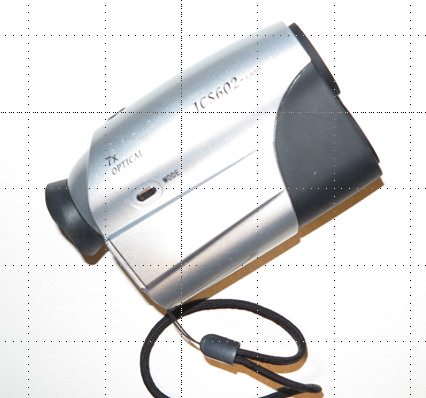 JCS602
7x
OPTICAL
MODE